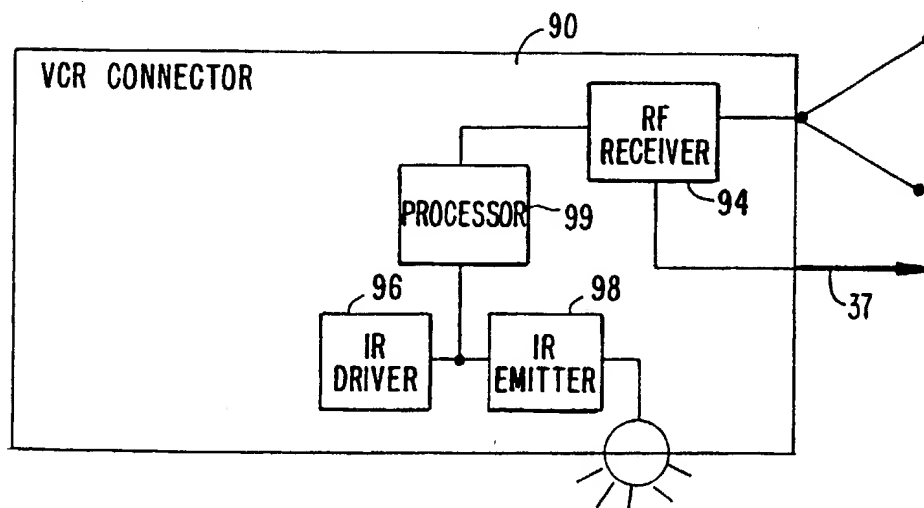 90
VCR CONNECTOR
RF
RECEIVER
94
PROCESSOR
99
37
96
98
IR
DRIVER
IR
EMITTER